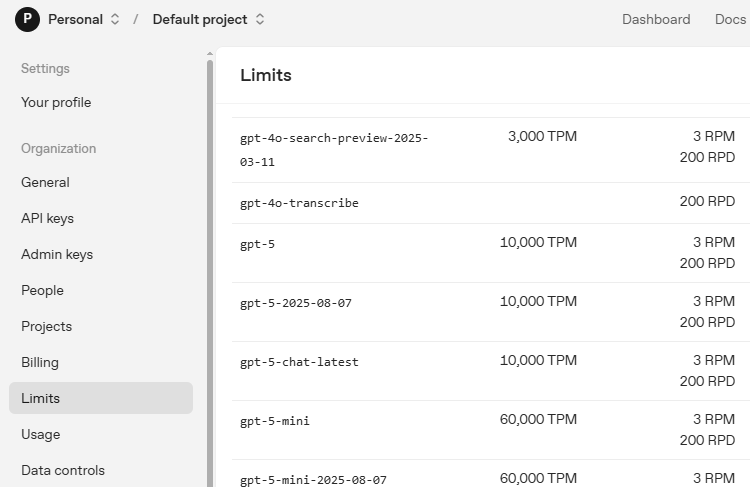 P Personal / Default project Dashboard Docs
Settings
Your profile
Organization
General
API keys
Admin keys
People
Projects
Billing
Limits
Usage
Data controls
Limits
gpt-4o-search-preview-2025-03-11 3,000 TPM 3 RPM
200 RPD
gpt-4o-transcribe 200 RPD
gpt-5 10,000 TPM 3 RPM
200 RPD
gpt-5-2025-08-07 10,000 TPM 3 RPM
200 RPD
gpt-5-chat-latest 10,000 TPM 3 RPM
200 RPD
gpt-5-mini 60,000 TPM 3 RPM
200 RPD
gpt-5-mini-2025-08-07 60,000 TPM 3 RPM